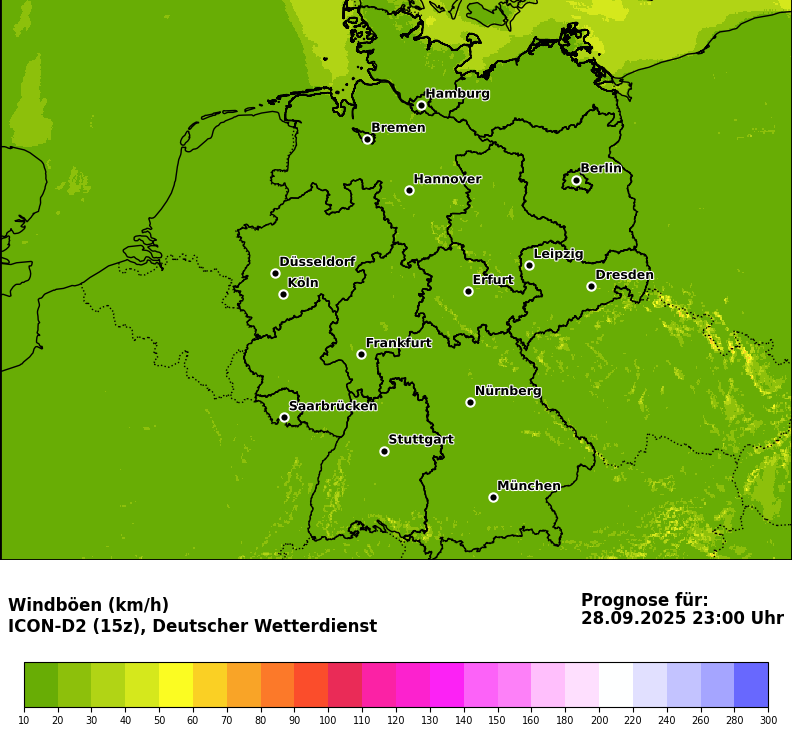 Hamburg
Bremen
Berlin
Hannover
Leipzig
Düsseldorf
Dresden
Köln
Erfurt
Frankfurt
Nürnberg
Saarbrücken
Stuttgart
München
Windböen (km/h)
ICON-D2 (15z), Deutscher Wetterdienst
Prognose für:
28.09.2025 23:00 Uhr
10 20 30 40 50 60 70 80 90 100 110 120 130 140 150 160 180 200 220 240 260 280 300